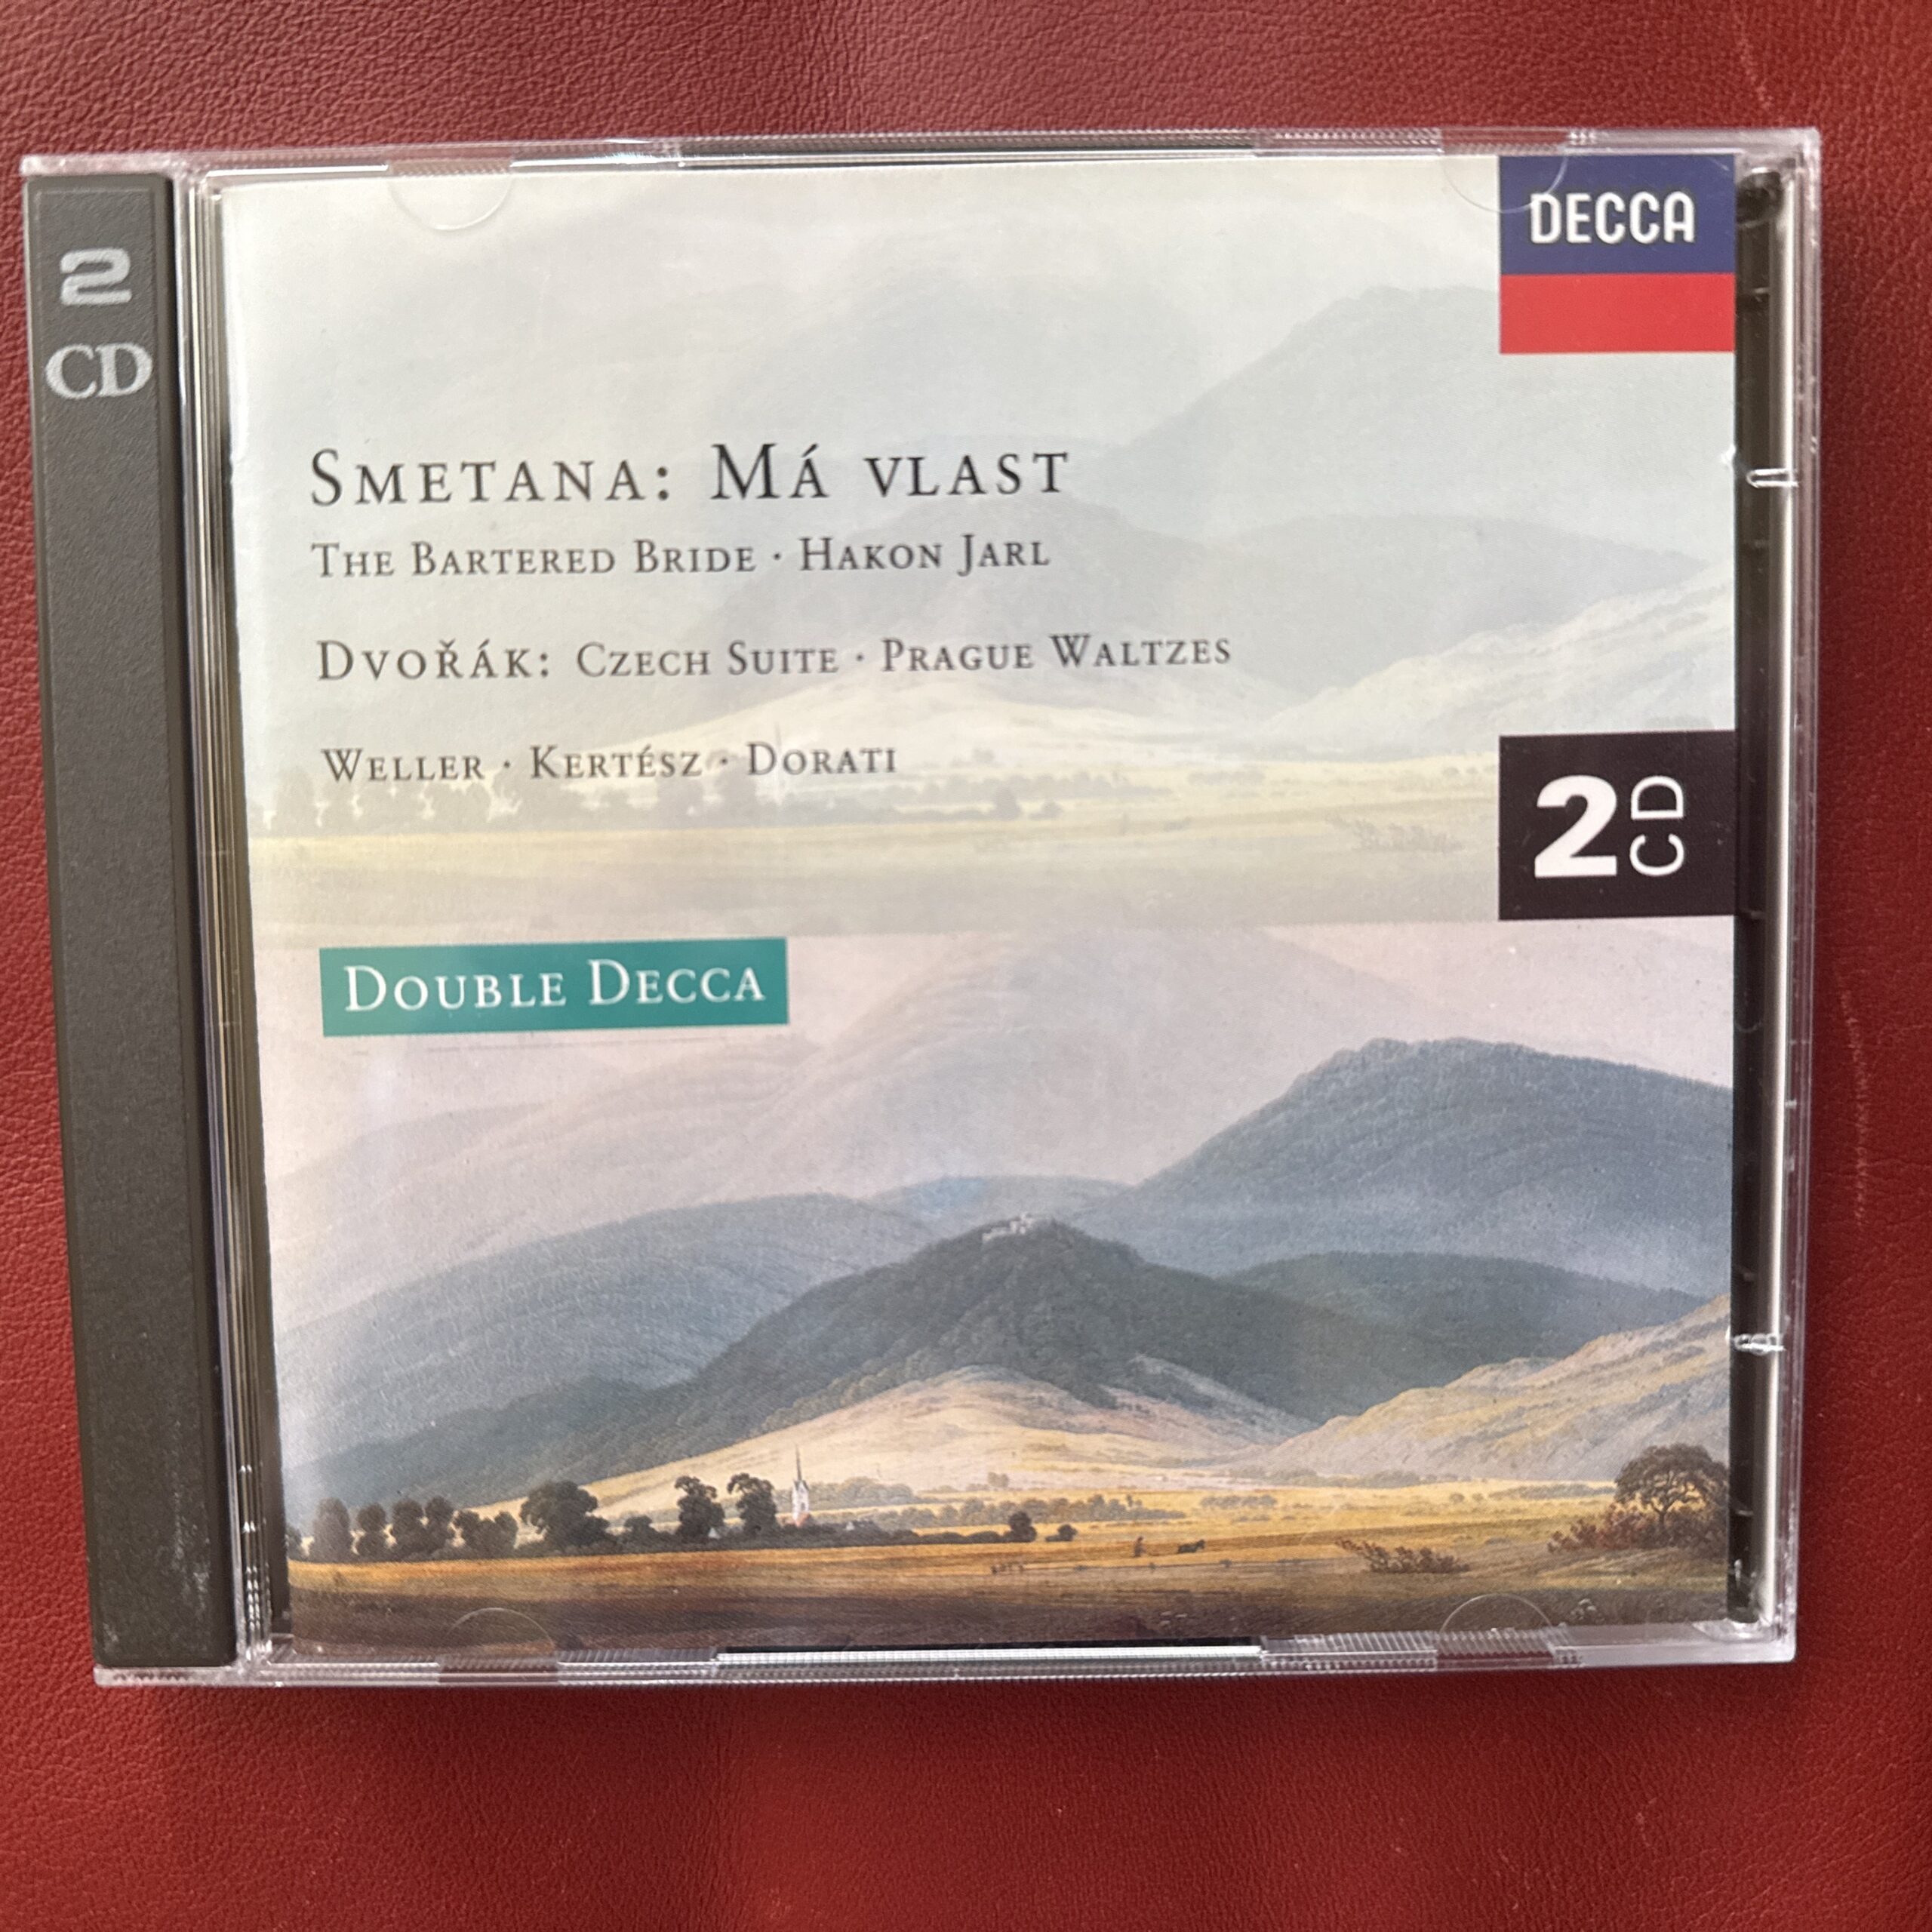 2
CD
DECCA
SMETANA: MÁ VLAST
THE BARTERED BRIDE · HAKON JARL
DVOŘÁK: CZECH SUITE · PRAGUE WALTZES
WELLER · KERTÉSZ · DORATI
2 CD
DOUBLE DECCA